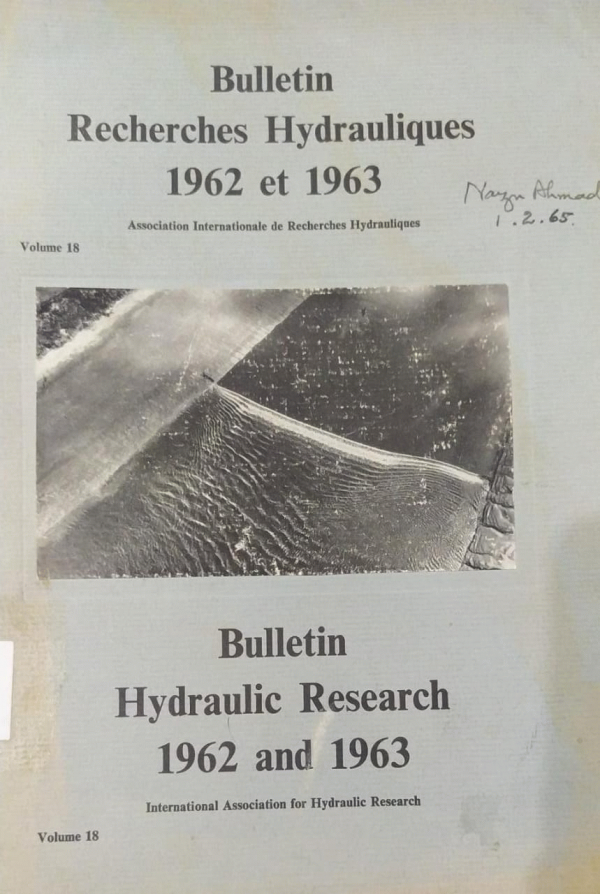 Bulletin
Recherches Hydrauliques
1962 et 1963
Ahmad
1.2.65.
Association Internationale de Recherches Hydrauliques
Volume 18
Bulletin
Hydraulic Research
1962 and 1963
International Association for Hydraulic Research
Volume 18